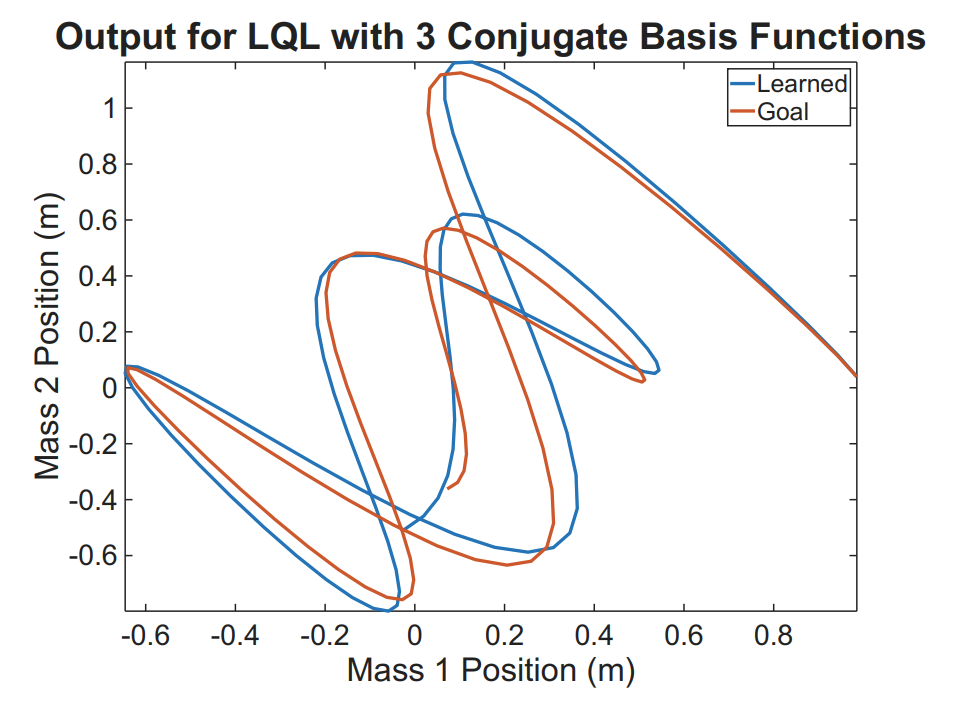 Output for LQL with 3 Conjugate Basis Functions
Learned
Goal
1
0.8
0.6
0.4
0.2
0
-0.2
-0.4
-0.6
Mass 2 Position (m)
-0.6 -0.4 -0.2 0 0.2 0.4 0.6 0.8
Mass 1 Position (m)